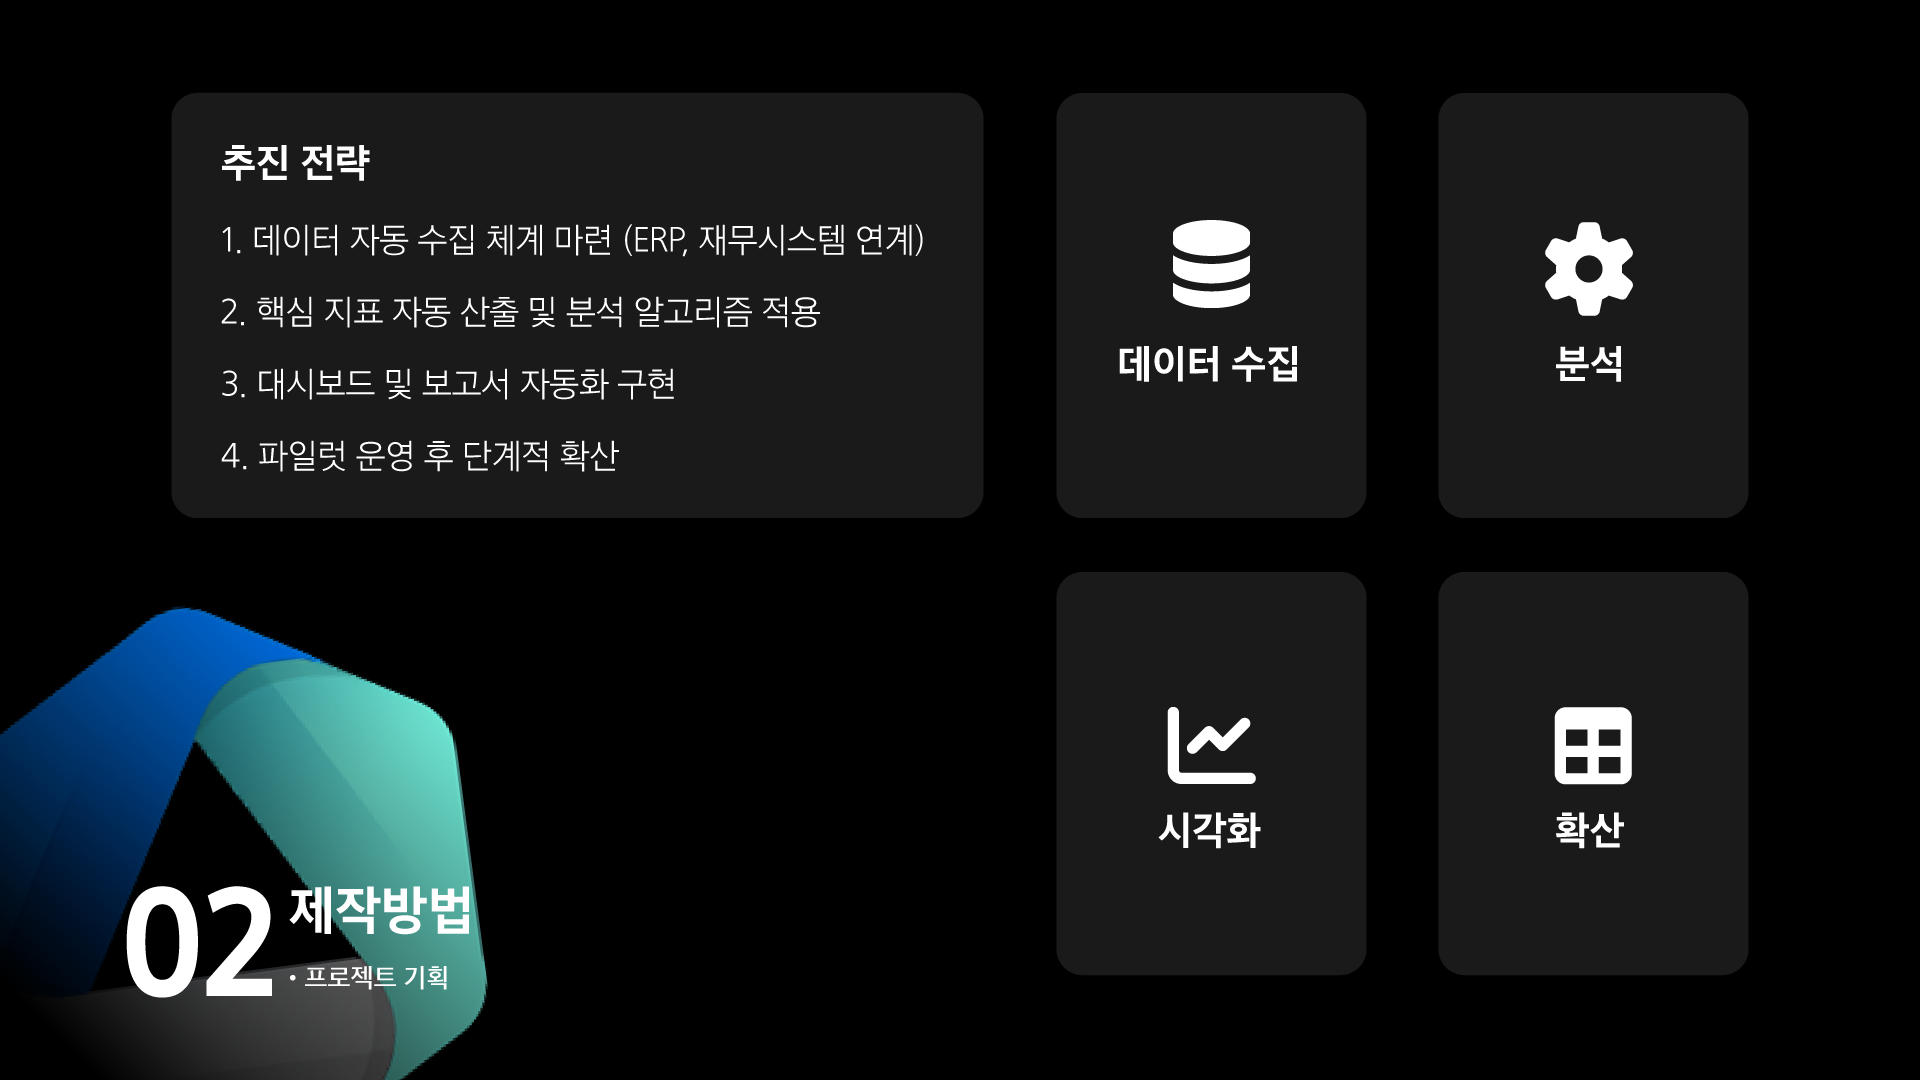 추진 전략
1. 데이터 자동 수집 체계 마련 (ERP, 재무시스템 연계)
2. 핵심 지표 자동 산출 및 분석 알고리즘 적용
3. 대시보드 및 보고서 자동화 구현
4. 파일럿 운영 후 단계적 확산
데이터 수집
분석
시각화
확산
02
제작방법
• 프로젝트 기획